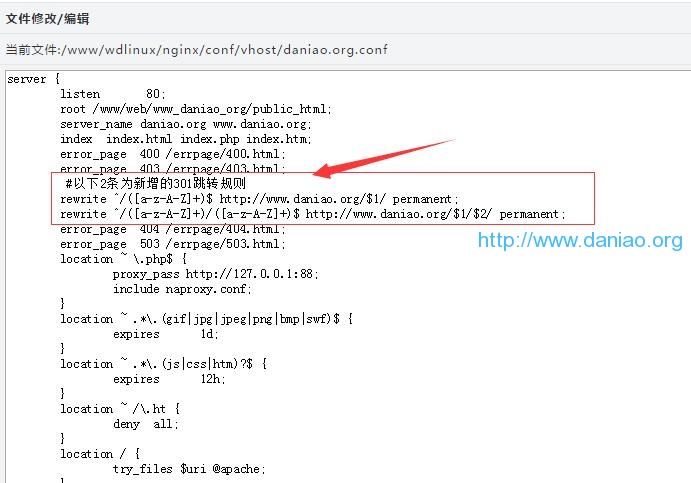 文件修改/编辑
当前文件:/www/wdlinux/nginx/conf/vhost/daniao.org.conf
server {
listen 80;
root /www/web/www_daniao_org/public_html;
server_name daniao.org www.daniao.org;
index index.html index.php index.htm;
error_page 400 /errpage/400.html;
error_page 403 /errpage/403.html;
#以下2条为新增的301跳转规则
rewrite ^/([a-z-A-Z]+)$ http://www.daniao.org/$1/ permanent;
rewrite ^/([a-z-A-Z]+)/([a-z-A-Z]+)$ http://www.daniao.org/$1/$2/ permanent;
error_page 404 /errpage/404.html;
error_page 503 /errpage/503.html;
http://www.daniao.org
location ~ \.php$ {
proxy_pass http://127.0.0.1:88;
include naproxy.conf;
}
location ~ .*\.(gif|jpg|jpeg|png|bmp|swf)$ {
expires 1d;
}
location ~ .*\.(js|css|htm)?$ {
expires 12h;
}
location ~ /\.ht {
deny all;
}
location / {
try_files $uri @apache;
}